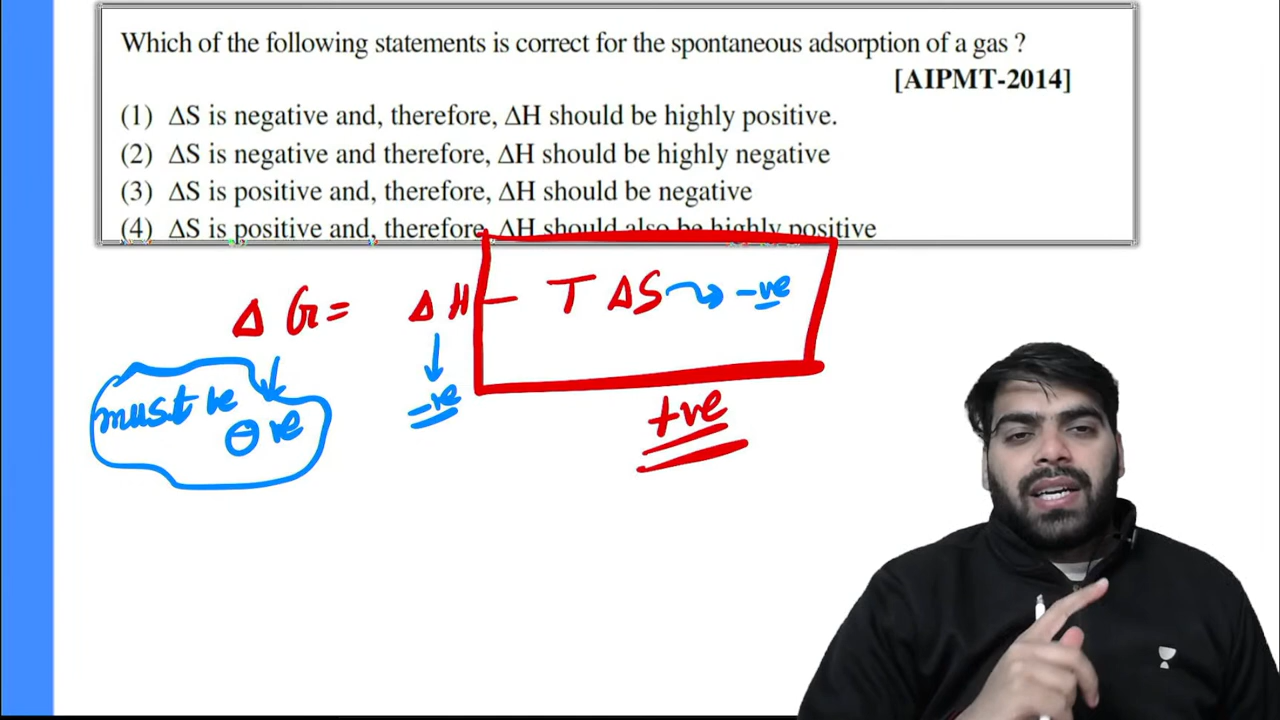 Which of the following statements is correct for the spontaneous adsorption of a gas ?
[AIPMT-2014]
(1) ΔS is negative and, therefore, ΔH should be highly positive.
(2) ΔS is negative and therefore, ΔH should be highly negative
(3) ΔS is positive and, therefore, ΔH should be negative
(4) ΔS is positive and, therefore, ΔH should also be highly positive
ΔG = ΔH - TΔS -ve
must be
⊖ve
-ve
+ve